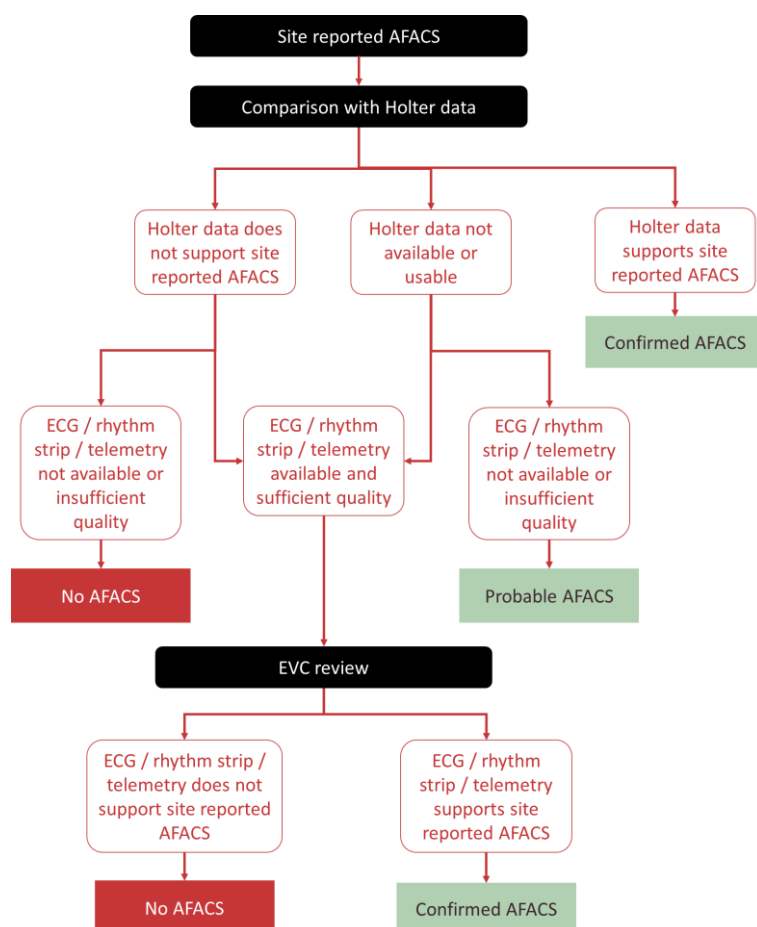 Site reported AFACS
Comparison with Holter data
Holter data does
not support site
reported AFACS
Holter data not
available or
usable
Holter data
supports site
reported AFACS
Confirmed AFACS
ECG / rhythm
strip / telemetry
not available or
insufficient
quality
ECG / rhythm
strip / telemetry
available and
sufficient quality
ECG / rhythm
strip / telemetry
not available or
insufficient
quality
No AFACS
Probable AFACS
EVC review
ECG / rhythm strip /
telemetry does not
support site reported
AFACS
ECG / rhythm
strip / telemetry
supports site
reported AFACS
No AFACS
Confirmed AFACS